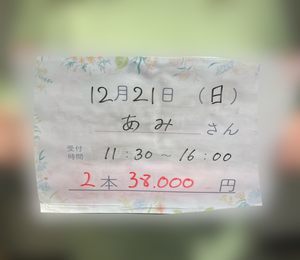 12月21日 (日)
あみ さん
受付時間 11:30~16:00
2本 38.000 円